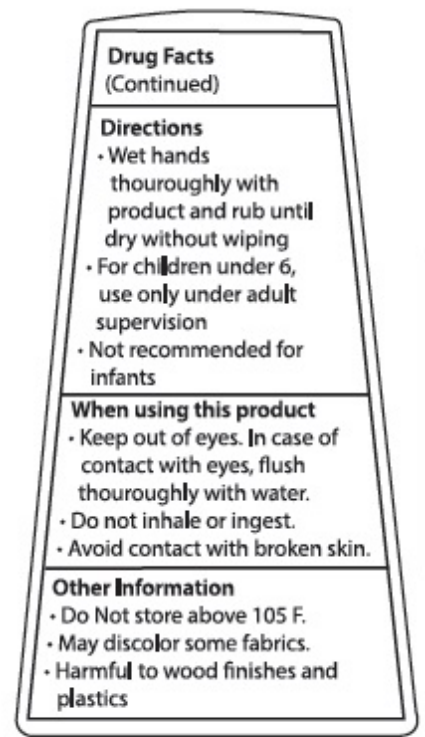 Drug Facts
(Continued)
Directions
• Wet hands
thouroughly with
product and rub until
dry without wiping
• For children under 6,
use only under adult
supervision
• Not recommended for
infants
When using this product
• Keep out of eyes. In case of
contact with eyes, flush
thouroughly with water.
• Do not inhale or ingest.
• Avoid contact with broken skin.
Other Information
• Do Not store above 105 F.
• May discolor some fabrics.
• Harmful to wood finishes and
plastics